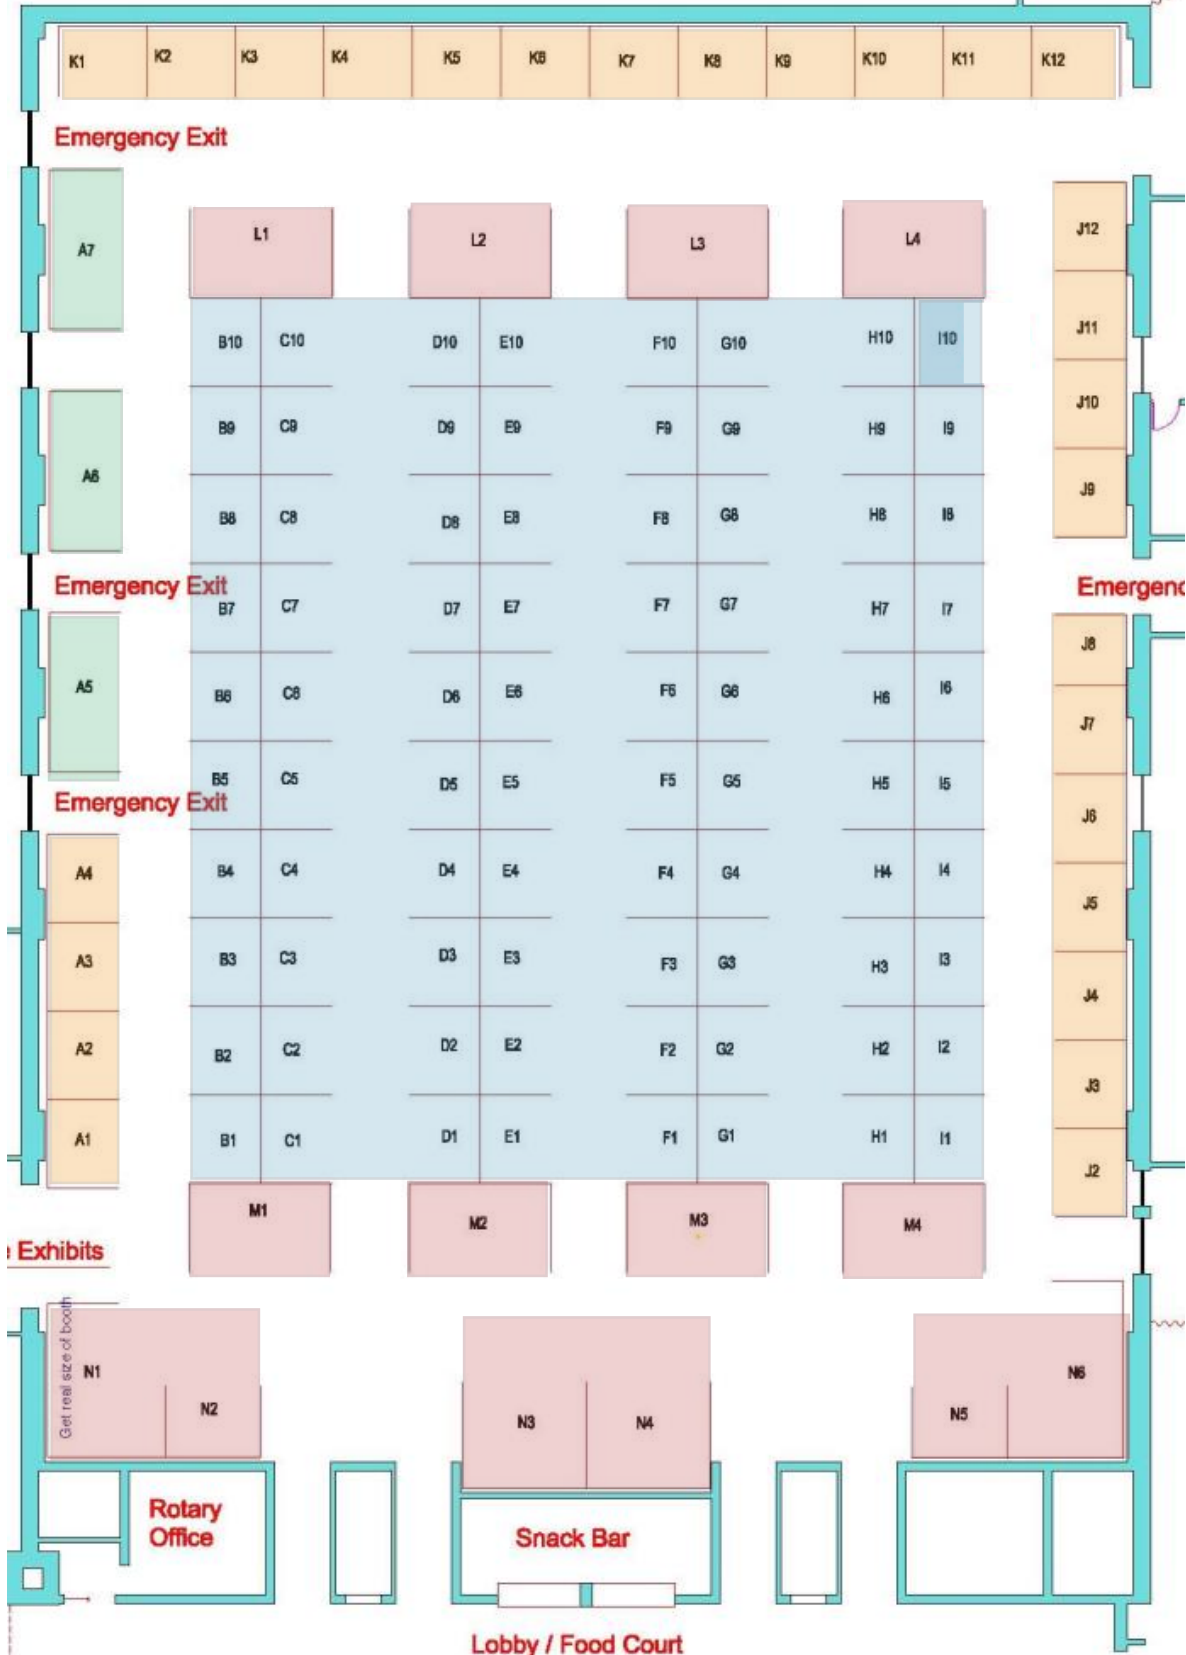 K1 K2 K3 K4 K5 K6 K7 K8 K9 K10 K11 K12
Emergency Exit
A7 L1 L2 L3 L4 J12
B10 C10 D10 E10 F10 G10 H10 I10 J11
B9 C9 D9 E9 F9 G9 H9 I9 J10
A6 B8 C8 D8 E8 F8 G8 H8 I8 J9
Emergency Exit Emergenc
B7 C7 D7 E7 F7 G7 H7 I7 J8
A5 B6 C6 D6 E6 F6 G6 H6 I6 J7
B5 C5 D5 E5 F5 G5 H5 I5 J6
Emergency Exit
A4 B4 C4 D4 E4 F4 G4 H4 I4 J5
A3 B3 C3 D3 E3 F3 G3 H3 I3 J4
A2 B2 C2 D2 E2 F2 G2 H2 I2 J3
A1 B1 C1 D1 E1 F1 G1 H1 I1 J2
M1 M2 M3 M4
Exhibits
Get real size of booth
N1 N2 N3 N4 N5 N6
Rotary
Office
Snack Bar
Lobby / Food Court